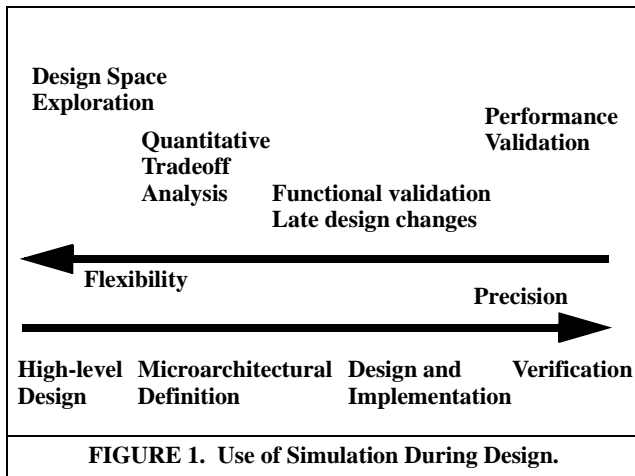 Design Space
Exploration
Performance
Validation
Quantitative
Tradeoff
Analysis
Functional validation
Late design changes
Flexibility
Precision
High-level
Design
Microarchitectural
Definition
Design and
Implementation
Verification
FIGURE 1. Use of Simulation During Design.